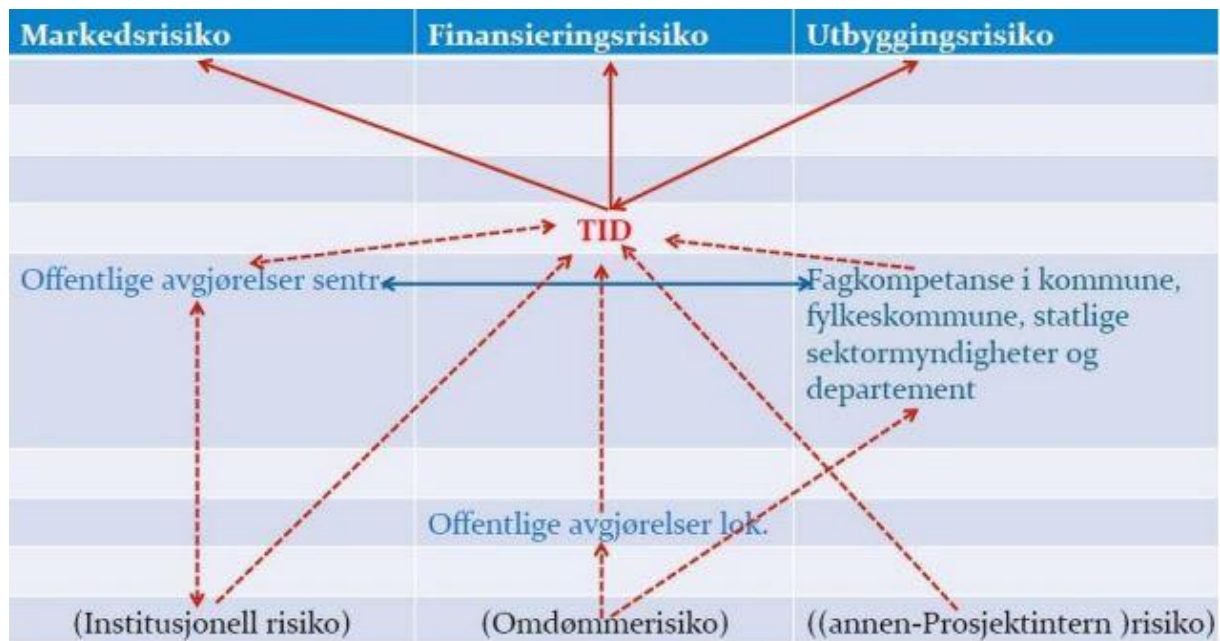 Markedsrisiko
Finansieringsrisiko
Utbyggingsrisiko
TID
Offentlige avgjørelser sentr.
Fagkompetanse i kommune,
fylkeskommune, statlige
sektormyndigheter og
departement
Offentlige avgjørelser lok.
(Institusjonell risiko)
(Omdømmerisiko)
((annen-Prosjektintern )risiko)